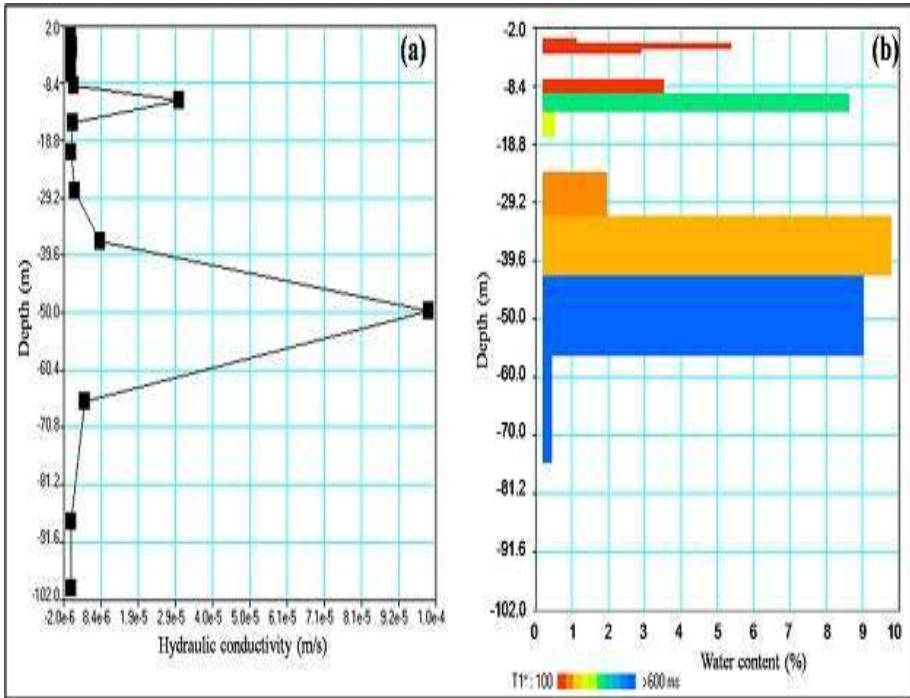 (a)
2.0
-8.4
-18.8
-29.2
-39.6
-50.0
-60.4
-70.8
-81.2
-91.6
-102.0
Depth (m)
-2.0e-6 8.4e-6 1.9e-5 2.9e-5 4.0e-5 5.0e-5 6.1e-5 7.1e-5 8.1e-5 9.2e-5 1.0e-4
Hydraulic conductivity (m/s)
(b)
-2.0
-8.4
-18.8
-29.2
-39.6
-50.0
-60.0
-70.0
-81.2
-91.6
-102.0
Depth (m)
0 1 2 3 4 5 6 7 8 9 10
Water content (%)
T1*: 100 >600 ms